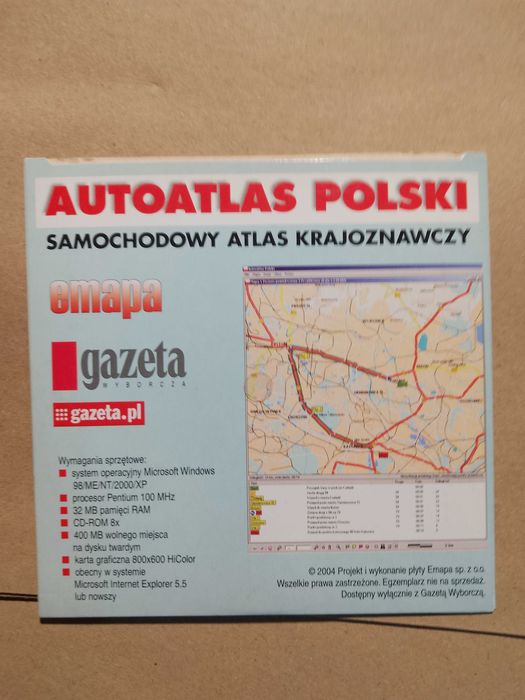 AUTOATLAS POLSKI
SAMOCHODOWY ATLAS KRAJOZNAWCZY
emapa
gazeta
WYBORCZA
gazeta.pl
Wymagania sprzętowe:
system operacyjny Microsoft Windows
98/ME/NT/2000/XP
procesor Pentium 100 MHz
32 MB pamięci RAM
CD-ROM 8x
400 MB wolnego miejsca
na dysku twardym
karta graficzna 800x600 HiColor
obecny w systemie
Microsoft Internet Explorer 5.5
lub nowszy
© 2004 Projekt i wykonanie płyty Emapa sp. z o.o
Wszelkie prawa zastrzeżone. Egzemplarz nie na sprzedaż.
Dostępny wyłącznie z Gazetą Wyborczą.